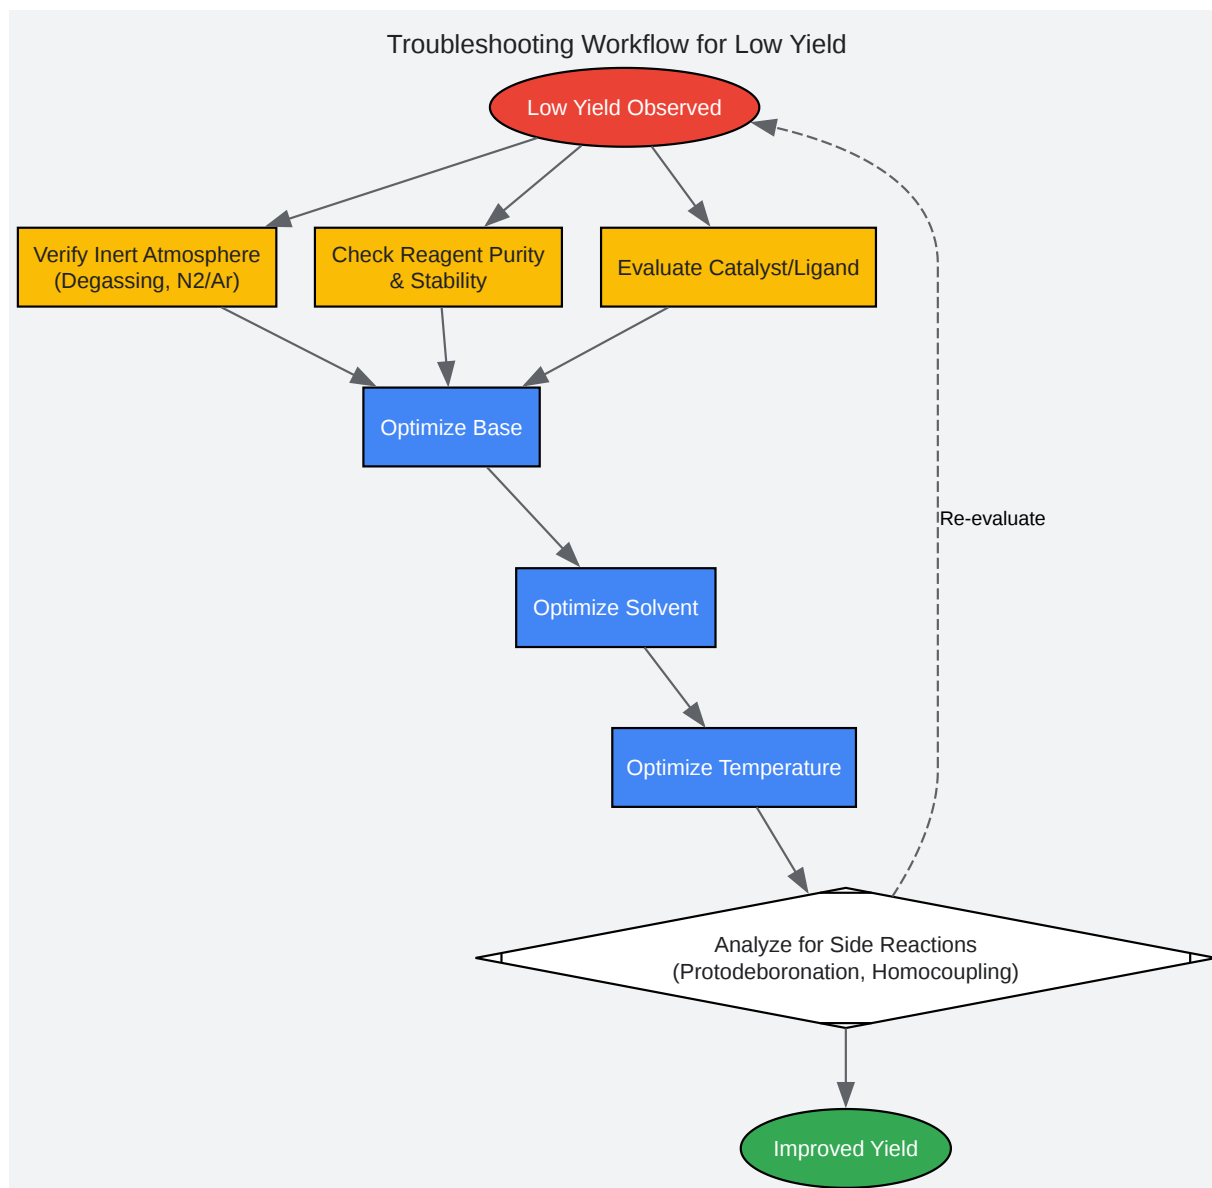 Troubleshooting Workflow for Low Yield
Low Yield Observed
Verify Inert Atmosphere
(Degassing, N2/Ar)
Check Reagent Purity
& Stability
Evaluate Catalyst/Ligand
Optimize Base
Re-evaluate
Optimize Solvent
Optimize Temperature
Analyze for Side Reactions
(Protodeboronation, Homocoupling)
Improved Yield